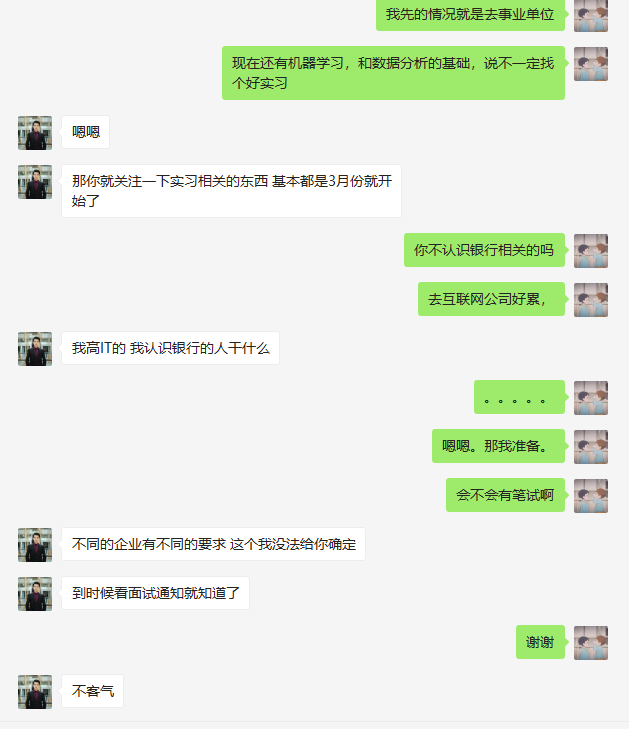 我先的情况就是去事业单位
现在还有机器学习，和数据分析的基础，说不一定找
个好实习
嗯嗯
那你就关注一下实习相关的东西 基本都是3月份就开
始了
你不认识银行相关的吗
去互联网公司好累，
我高IT的 我认识银行的人干什么
。。。。。
嗯嗯。那我准备。
会不会有笔试啊
不同的企业有不同的要求 这个我没法给你确定
到时候看面试通知就知道了
谢谢
不客气